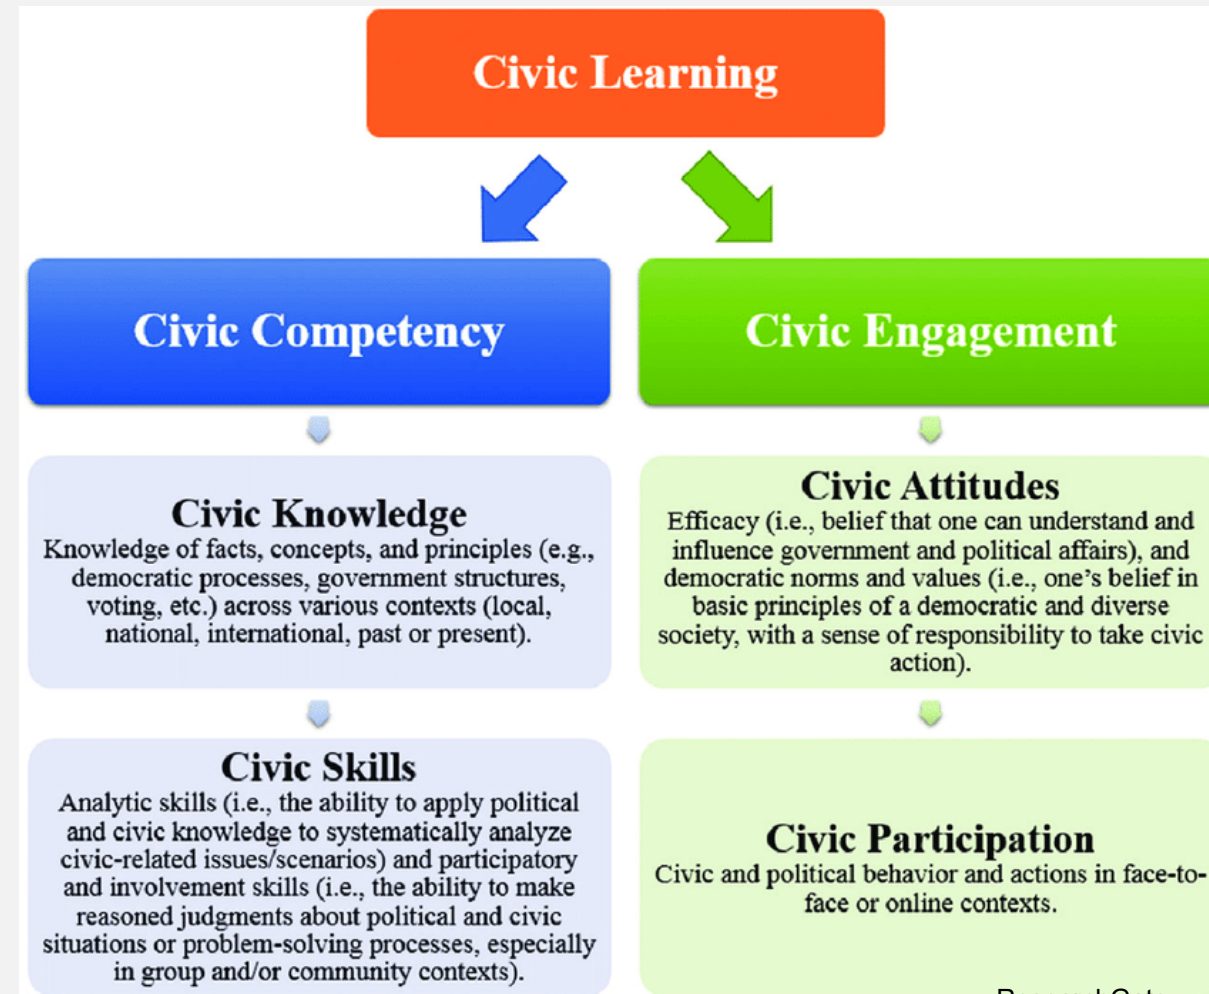 Civic Learning
Civic Competency
Civic Knowledge
Knowledge of facts, concepts, and principles (e.g.,
democratic processes, government structures,
voting, etc.) across various contexts (local,
national, international, past or present).
Civic Skills
Analytic skills (i.e., the ability to apply political
and civic knowledge to systematically analyze
civic-related issues/scenarios) and participatory
and involvement skills (i.e., the ability to make
reasoned judgments about political and civic
situations or problem-solving processes, especially
in group and/or community contexts).
Civic Engagement
Civic Attitudes
Efficacy (i.e., belief that one can understand and
influence government and political affairs), and
democratic norms and values (i.e., one’s belief in
basic principles of a democratic and diverse
society, with a sense of responsibility to take civic
action).
Civic Participation
Civic and political behavior and actions in face-to-
face or online contexts.